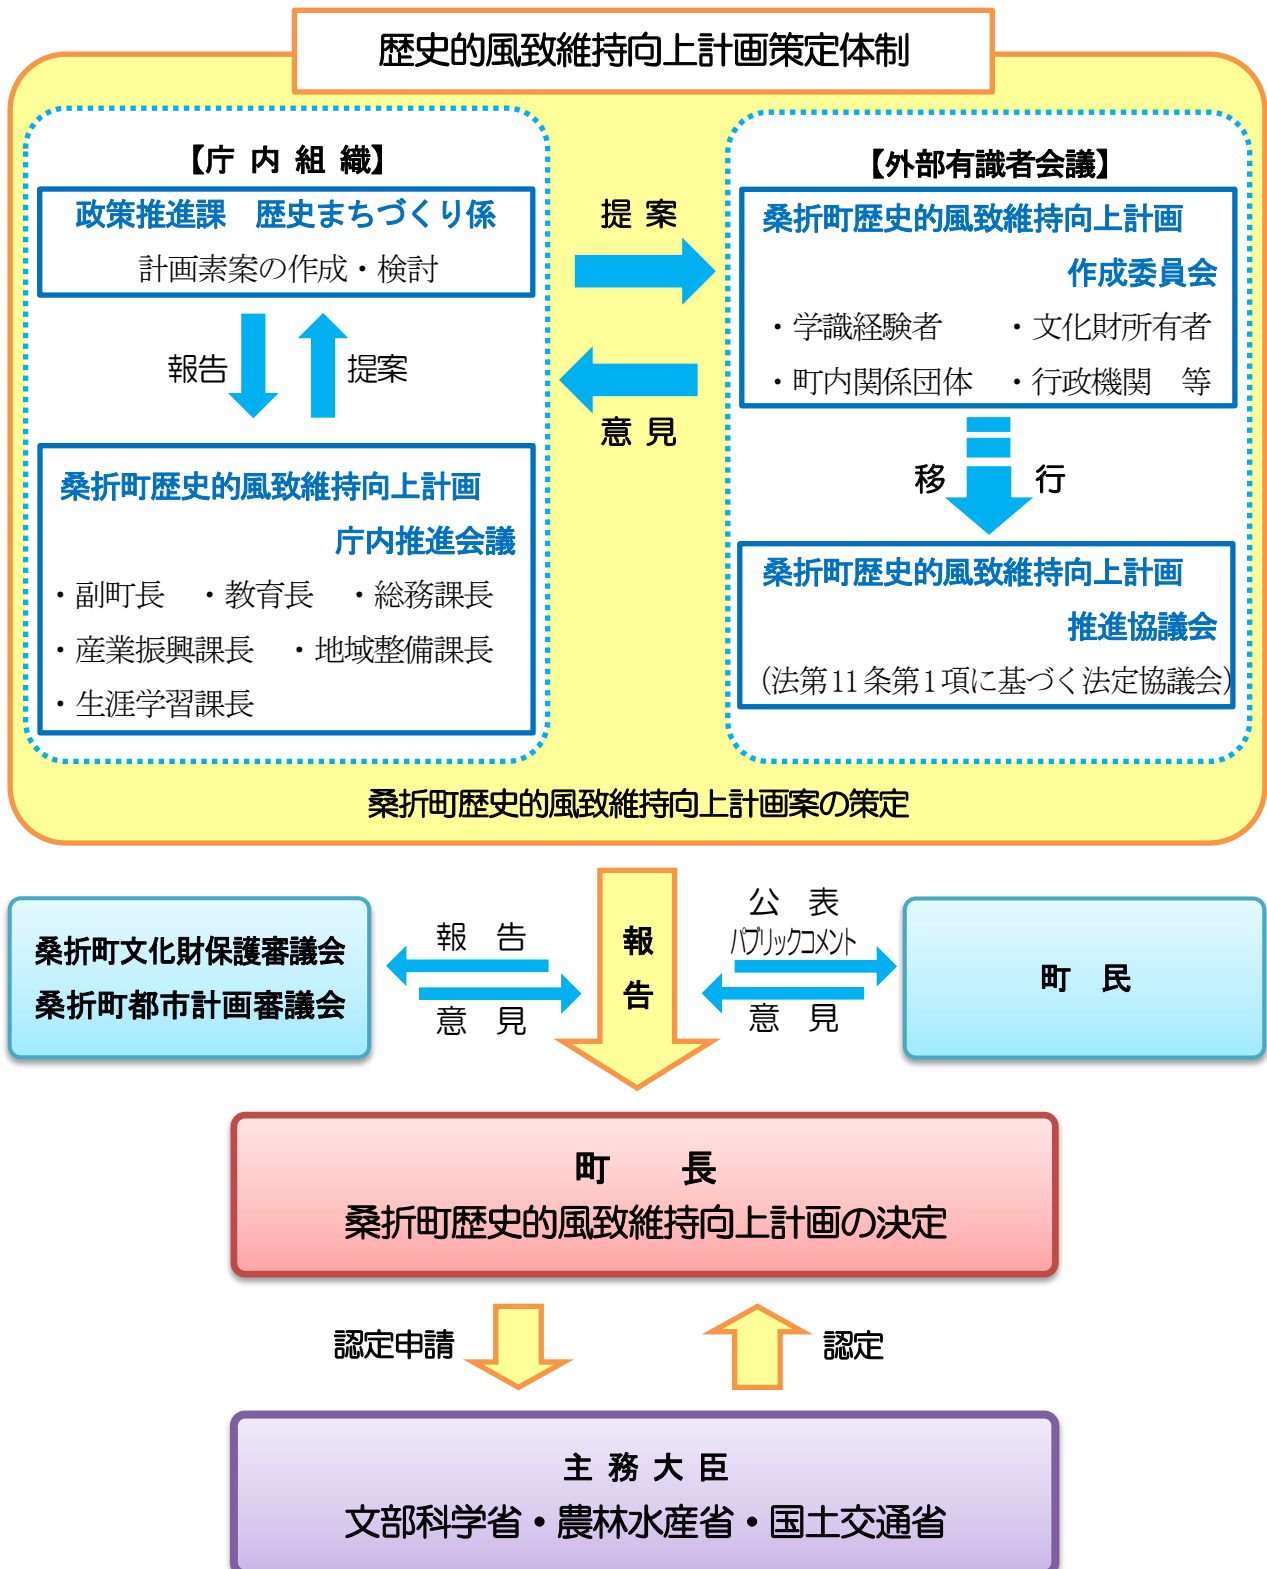 歴史的風致維持向上計画策定体制
【庁内組織】
政策推進課　歴史まちづくり係
計画素案の作成・検討
報告
提案
桑折町歴史的風致維持向上計画
庁内推進会議
・副町長　・教育長　・総務課長
・産業振興課長　・地域整備課長
・生涯学習課長
提案
意見
【外部有識者会議】
桑折町歴史的風致維持向上計画
作成委員会
・学識経験者　・文化財所有者
・町内関係団体　・行政機関　等
移　行
桑折町歴史的風致維持向上計画
推進協議会
（法第11条第1項に基づく法定協議会）
桑折町歴史的風致維持向上計画案の策定
桑折町文化財保護審議会
桑折町都市計画審議会
報　告
意　見
報告
公　表
パブリックコメント
意　見
町　民
町　長
桑折町歴史的風致維持向上計画の決定
認定申請
認定
主務大臣
文部科学省・農林水産省・国土交通省